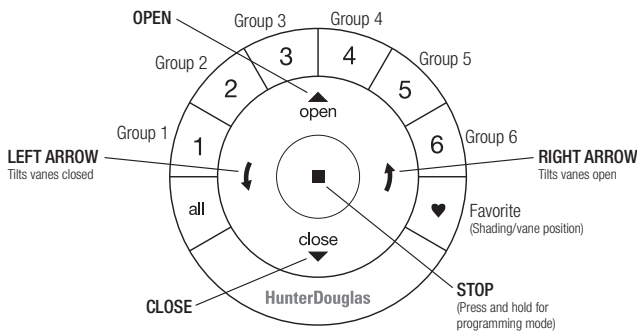 OPEN
Group 3
Group 4
Group 2
3
4
Group 5
2
5
open
Group 1
1
6
Group 6
LEFT ARROW
Tilts vanes closed
RIGHT ARROW
Tilts vanes open
all
♥
Favorite
(Shading/vane position)
close
HunterDouglas
CLOSE
STOP
(Press and hold for
programming mode)